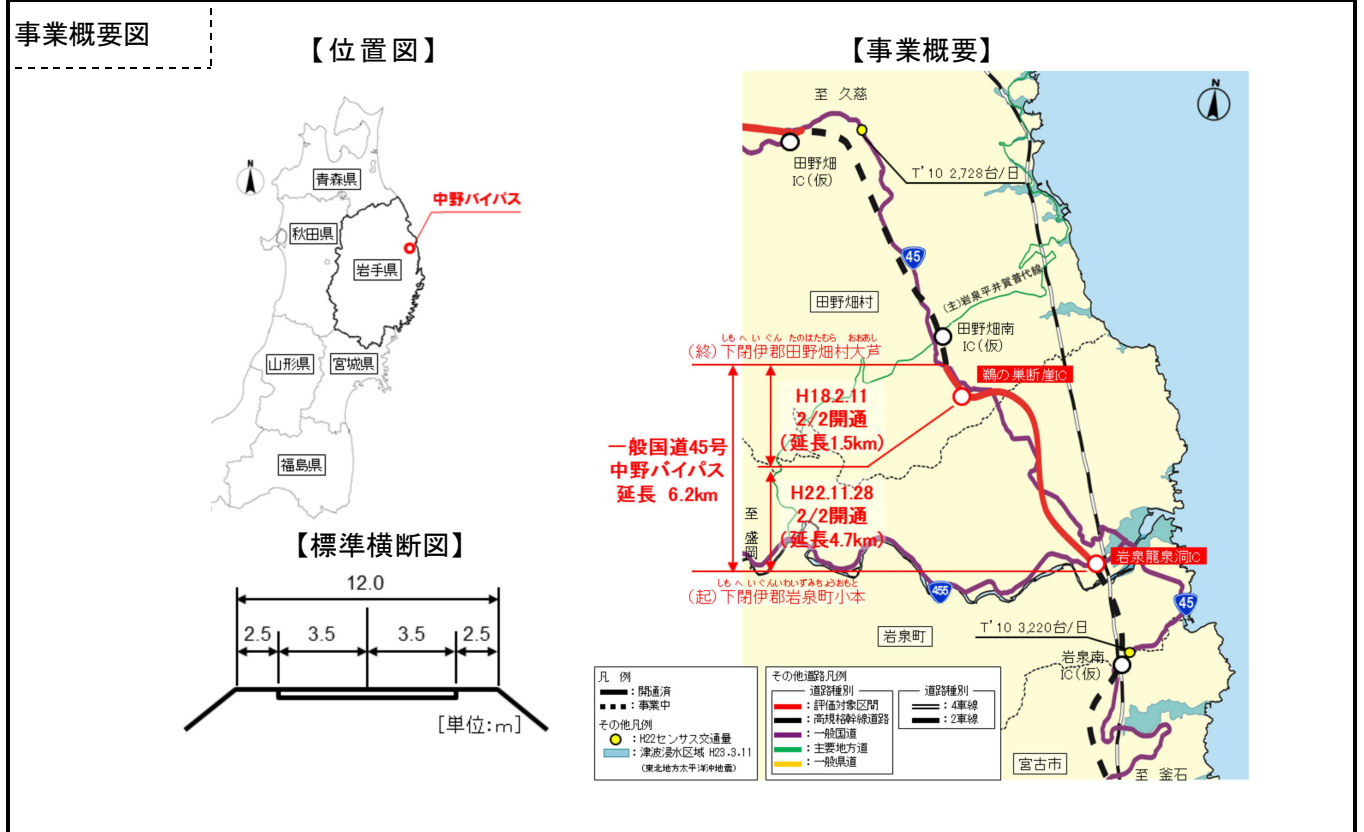 事業概要図
【位置図】
N
青森県
中野バイパス
秋田県
岩手県
山形県
宮城県
福島県
【標準横断図】
12.0
2.5
3.5
3.5
2.5
[単位:m]
【事業概要】
至 久慈
N
田野畑
IC(仮)
T'10 2,728台/日
45
(主)岩泉平井賀普代線
田野畑村
田野畑南
IC(仮)
しもへいぐん たのはたむら おおあし
(終)下閉伊郡田野畑村大芦
鵜の巣断崖IC
H18.2.11
2/2開通
(延長1.5km)
一般国道45号
中野バイパス
延長 6.2km
H22.11.28
2/2開通
(延長4.7km)
至 盛岡
岩泉龍泉洞IC
しもへいぐんいわいずみちょうおもと
(起)下閉伊郡岩泉町小本
455
45
岩泉町
T'10 3,220台/日
岩泉南
IC(仮)
宮古市
至 釜石
凡 例
:開通済
:事業中
その他凡例
:H22センサス交通量
:津波浸水区域 H23.3.11
(東北地方太平洋沖地震)
その他道路凡例
道路種別
:評価対象区間
:高規格幹線道路
:一般国道
:主要地方道
:一般県道
道路種別
:4車線
:2車線